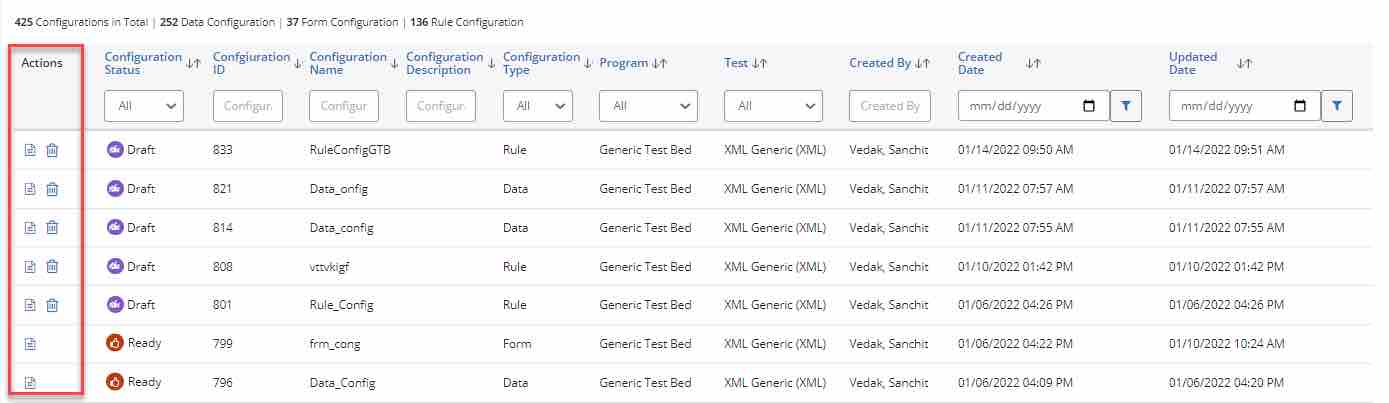 425 Configurations in Total | 252 Data Configuration | 37 Form Configuration | 136 Rule Configuration
Actions Configuration Status Confgiuration ID Configuration Name Configuration Description Configuration Type Program Test Created By Created Date Updated Date
All Configur. Configur Configura All All All Created By mm/dd/yyyy mm/dd/yyyy
Draft 833 RuleConfigGTB Rule Generic Test Bed XML Generic (XML) Vedak, Sanchit 01/14/2022 09:50 AM 01/14/2022 09:51 AM
Draft 821 Data_onfig Data Generic Test Bed XML Generic (XML) Vedak, Sanchit 01/11/2022 07:57 AM 01/11/2022 07:57 AM
Draft 814 Data_config Data Generic Test Bed XML Generic (XML) Vedak, Sanchit 01/11/2022 07:55 AM 01/11/2022 07:55 AM
Draft 808 vttvkigf Rule Generic Test Bed XML Generic (XML) Vedak, Sanchit 01/10/2022 01:42 PM 01/10/2022 01:42 PM
Draft 801 Rule_Config Rule Generic Test Bed XML Generic (XML) Vedak, Sanchit 01/06/2022 04:26 PM 01/06/2022 04:26 PM
Ready 799 frm_cong Form Generic Test Bed XML Generic (XML) Vedak, Sanchit 01/06/2022 04:22 PM 01/10/2022 10:24 AM
Ready 796 Data_Config Data Generic Test Bed XML Generic (XML) Vedak, Sanchit 01/06/2022 04:09 PM 01/06/2022 04:20 PM